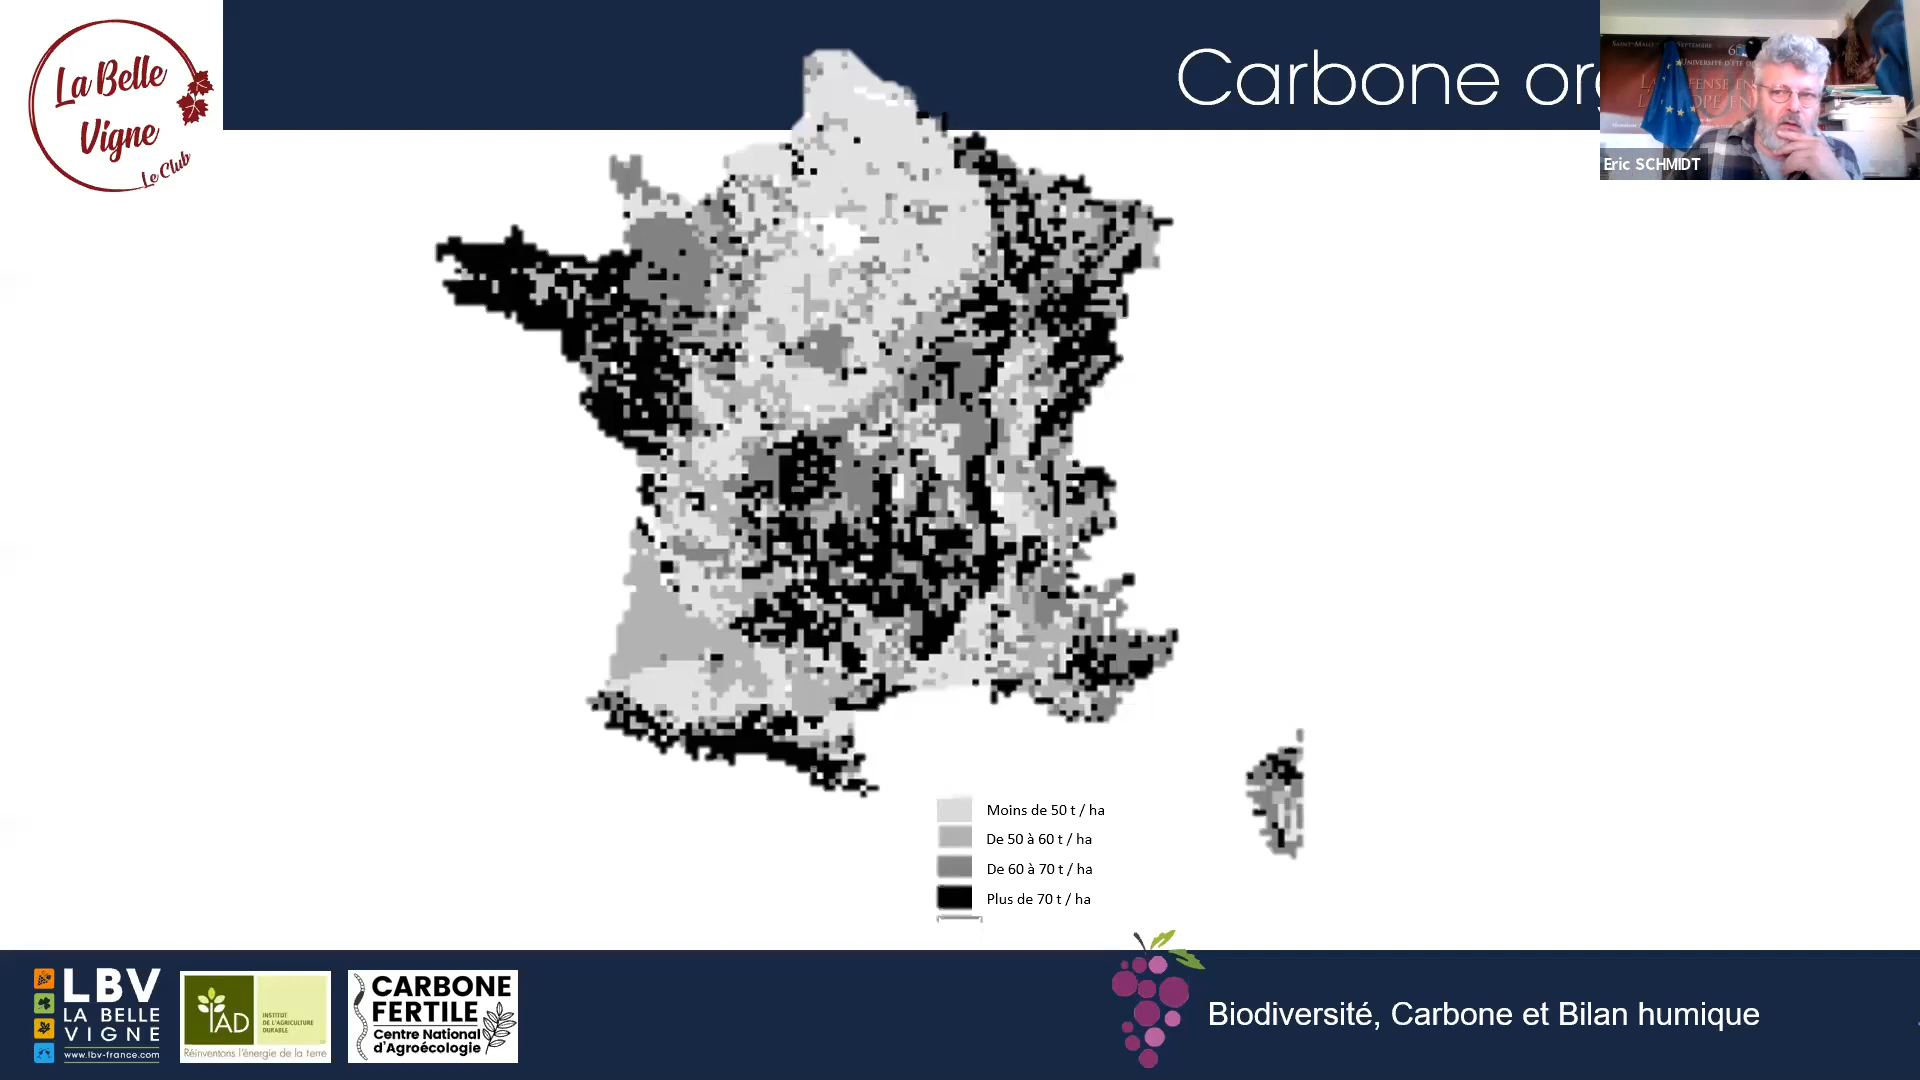 La Belle
Vigne
Le Club
Carbone
Eric SCHMIDT
Moins de 50 t / ha
De 50 à 60 t / ha
De 60 à 70 t / ha
Plus de 70 t / ha
LBV
LA BELLE
VIGNE
www.lbv-france.com
IAD
INSTITUT
DE L'AGRICULTURE
DURABLE
Réinventons l'énergie de la terre
CARBONE
FERTILE
Centre National
d'Agroécologie
Biodiversité, Carbone et Bilan humique